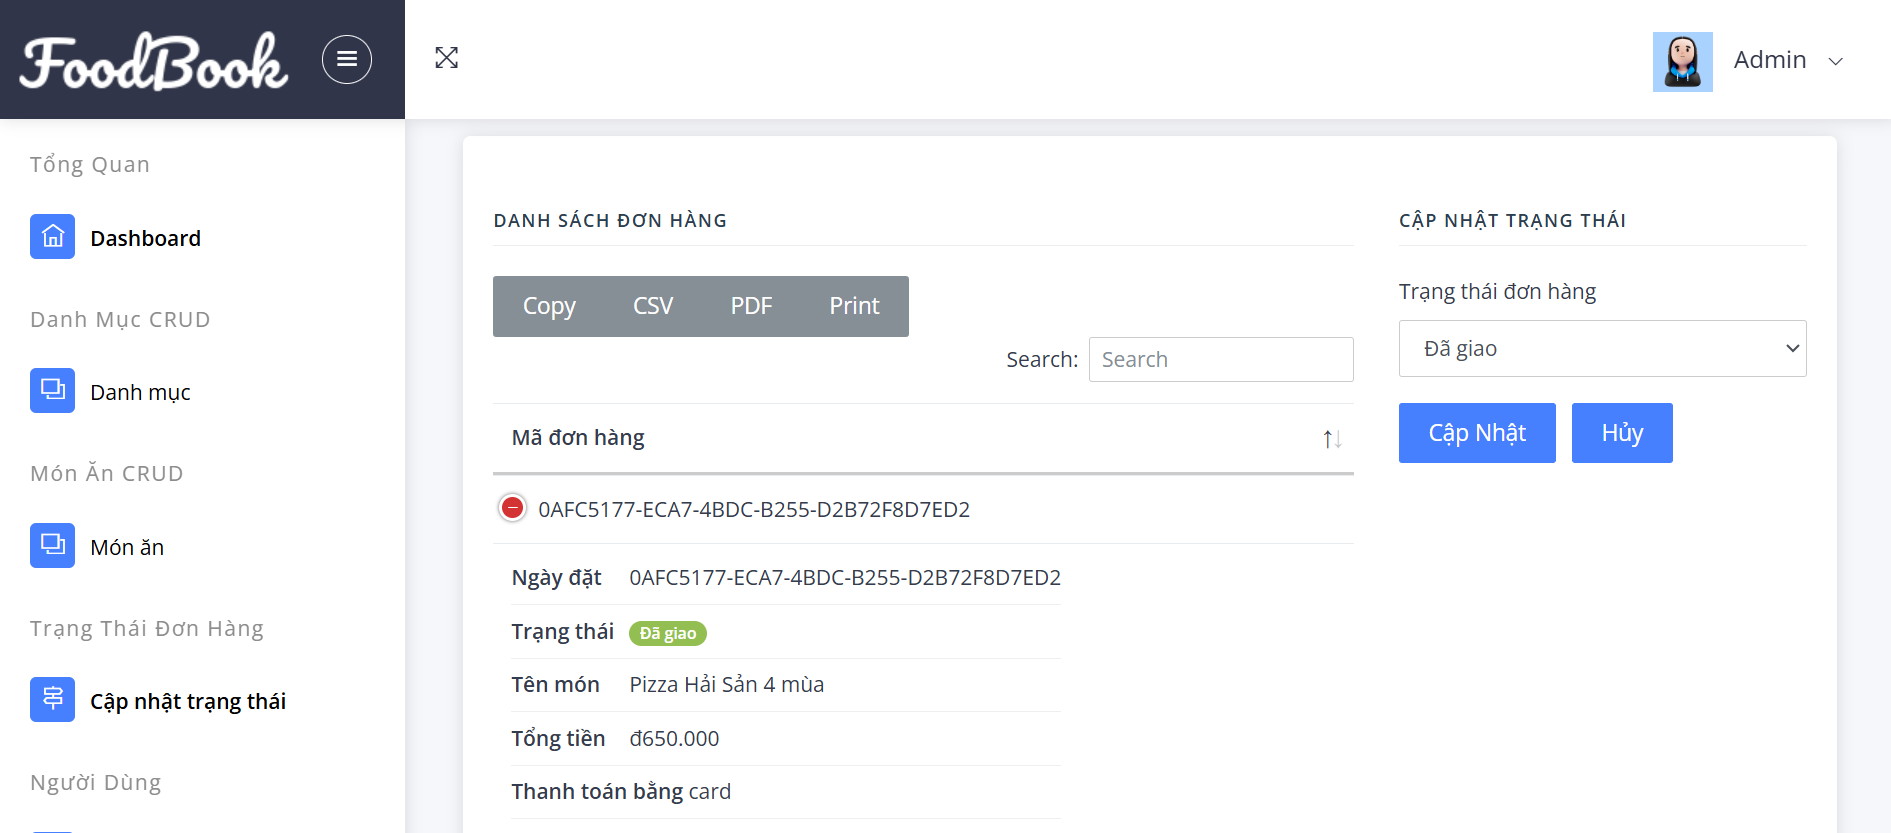 FoodBook
Admin
Tổng Quan
Dashboard
Danh Mục CRUD
Danh mục
Món Ăn CRUD
Món ăn
Trạng Thái Đơn Hàng
Cập nhật trạng thái
Người Dùng
DANH SÁCH ĐƠN HÀNG
Copy CSV PDF Print
Search: Search
Mã đơn hàng
0AFC5177-ECA7-4BDC-B255-D2B72F8D7ED2
Ngày đặt 0AFC5177-ECA7-4BDC-B255-D2B72F8D7ED2
Trạng thái Đã giao
Tên món Pizza Hải Sản 4 mùa
Tổng tiền đ650.000
Thanh toán bằng card
CẬP NHẬT TRẠNG THÁI
Trạng thái đơn hàng
Đã giao
Cập Nhật Hủy